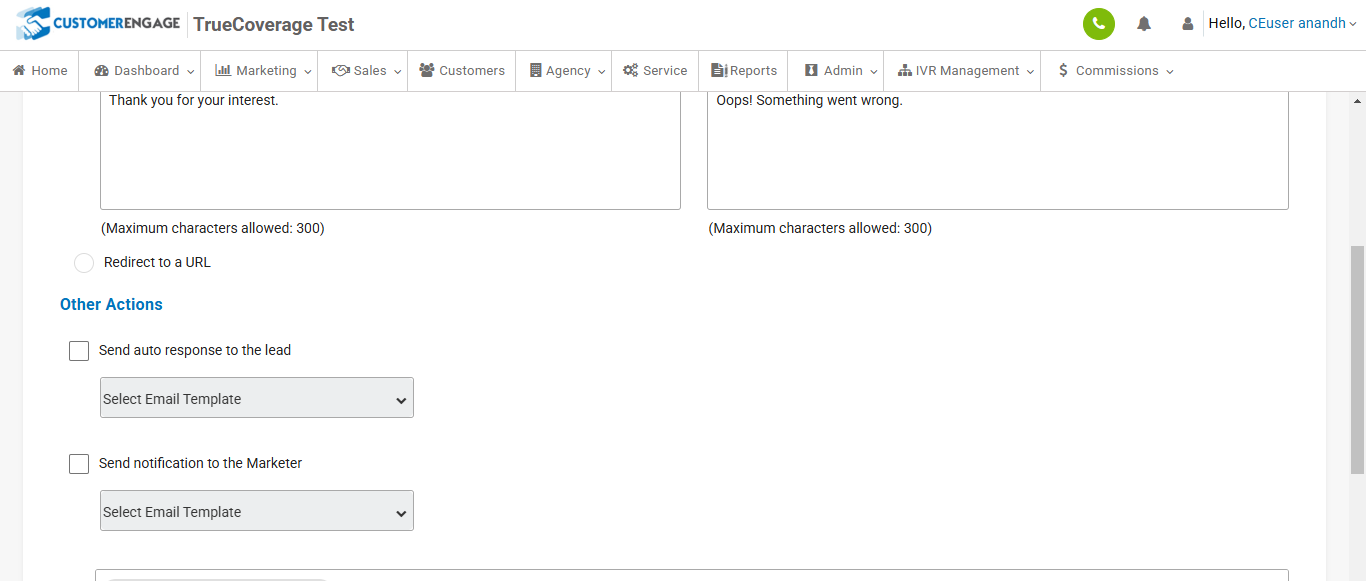 CUSTOMERENGAGE TrueCoverage Test Hello, CEuser anandh
Home Dashboard Marketing Sales Customers Agency Service Reports Admin IVR Management $ Commissions
Thank you for your interest. Oops! Something went wrong.
(Maximum characters allowed: 300) (Maximum characters allowed: 300)
Redirect to a URL
Other Actions
Send auto response to the lead
Select Email Template
Send notification to the Marketer
Select Email Template